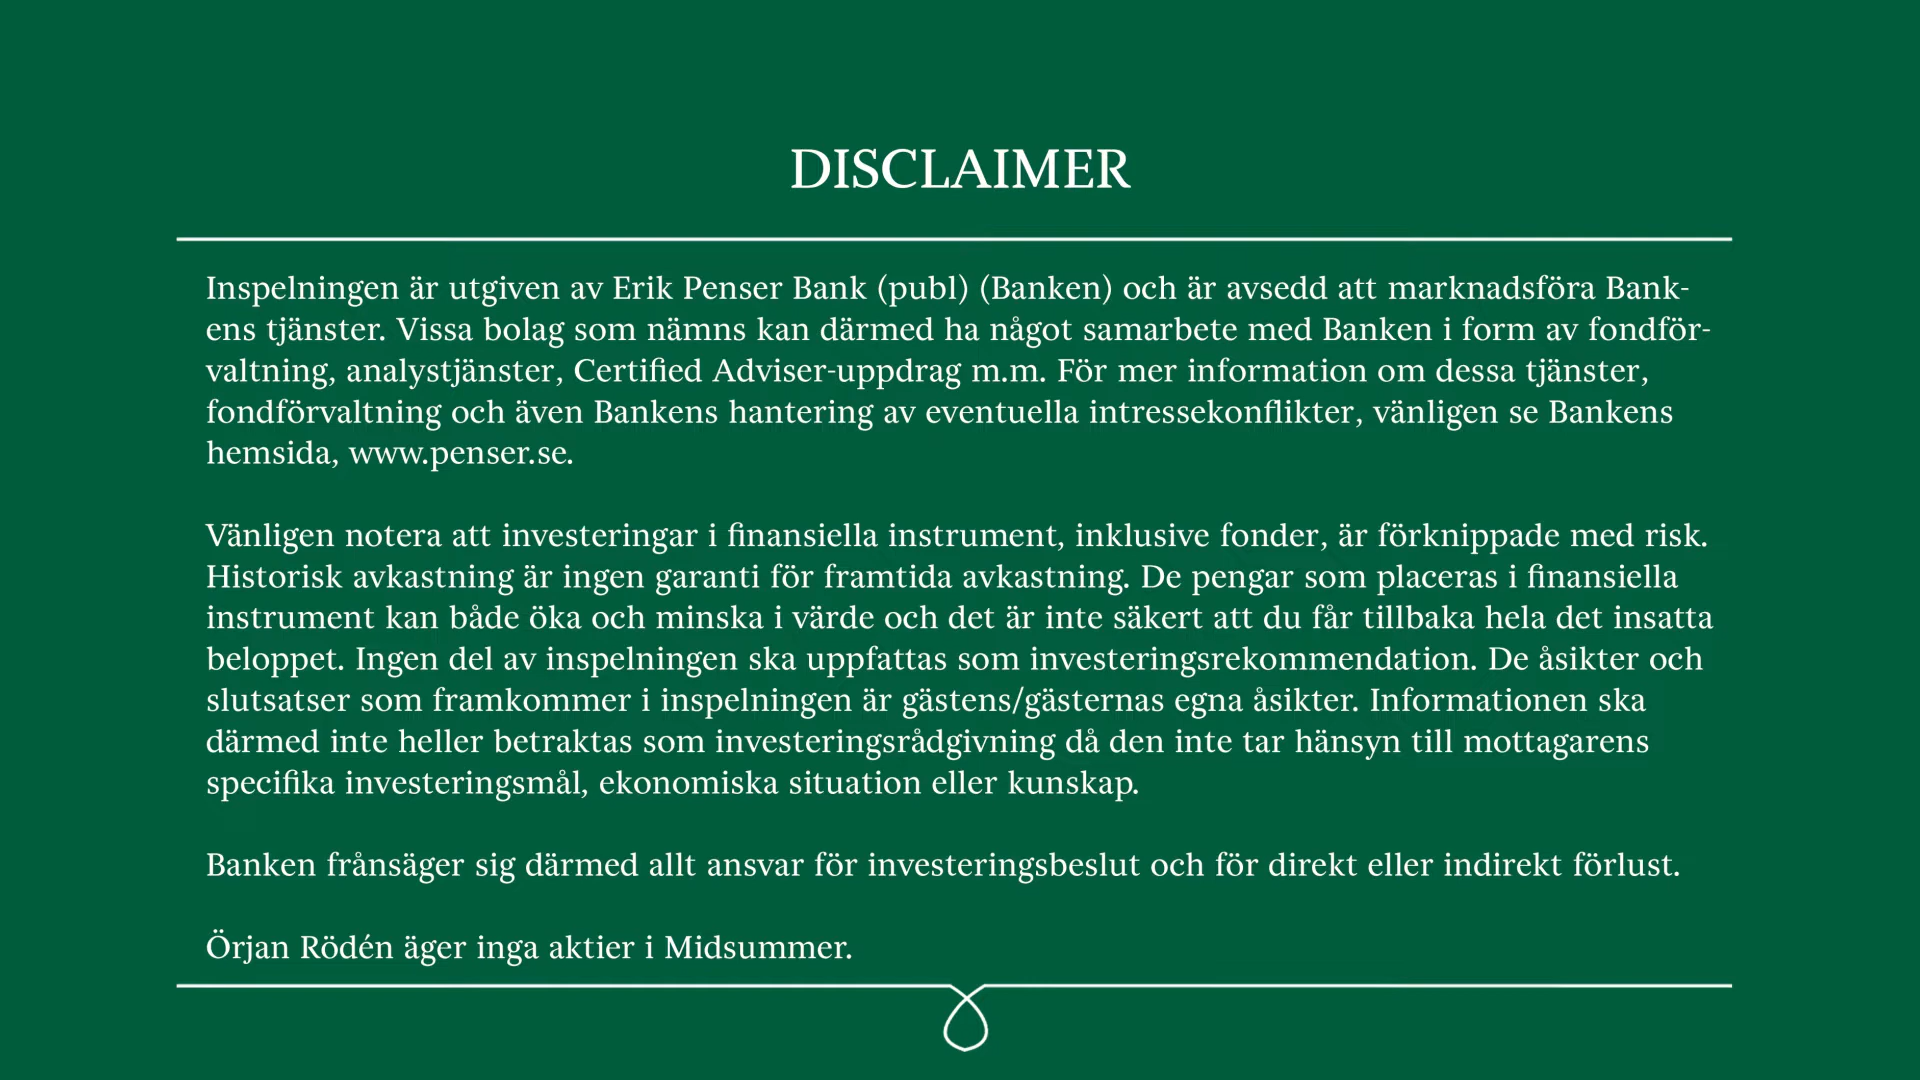 DISCLAIMER
Inspelningen är utgiven av Erik Penser Bank (publ) (Banken) och är avsedd att marknadsföra Bank-
ens tjänster. Vissa bolag som nämns kan därmed ha något samarbete med Banken i form av fondför-
valtning, analystjänster, Certified Adviser-uppdrag m.m. För mer information om dessa tjänster,
fondförvaltning och även Bankens hantering av eventuella intressekonflikter, vänligen se Bankens
hemsida, www.penser.se.
Vänligen notera att investeringar i finansiella instrument, inklusive fonder, är förknippade med risk.
Historisk avkastning är ingen garanti för framtida avkastning. De pengar som placeras i finansiella
instrument kan både öka och minska i värde och det är inte säkert att du får tillbaka hela det insatta
beloppet. Ingen del av inspelningen ska uppfattas som investeringsrekommendation. De åsikter och
slutsatser som framkommer i inspelningen är gästens/gästernas egna åsikter. Informationen ska
därmed inte heller betraktas som investeringsrådgivning då den inte tar hänsyn till mottagarens
specifika investeringsmål, ekonomiska situation eller kunskap.
Banken frånsäger sig därmed allt ansvar för investeringsbeslut och för direkt eller indirekt förlust.
Örjan Rödén äger inga aktier i Midsummer.